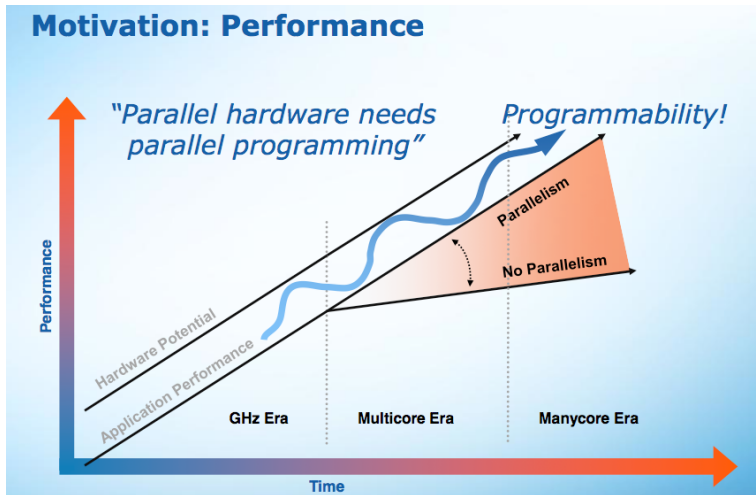 Motivation: Performance
“Parallel hardware needs
parallel programming”
Programmability!
Parallelism
No Parallelism
Performance
Hardware Potential
Application Performance
GHz Era
Multicore Era
Manycore Era
Time